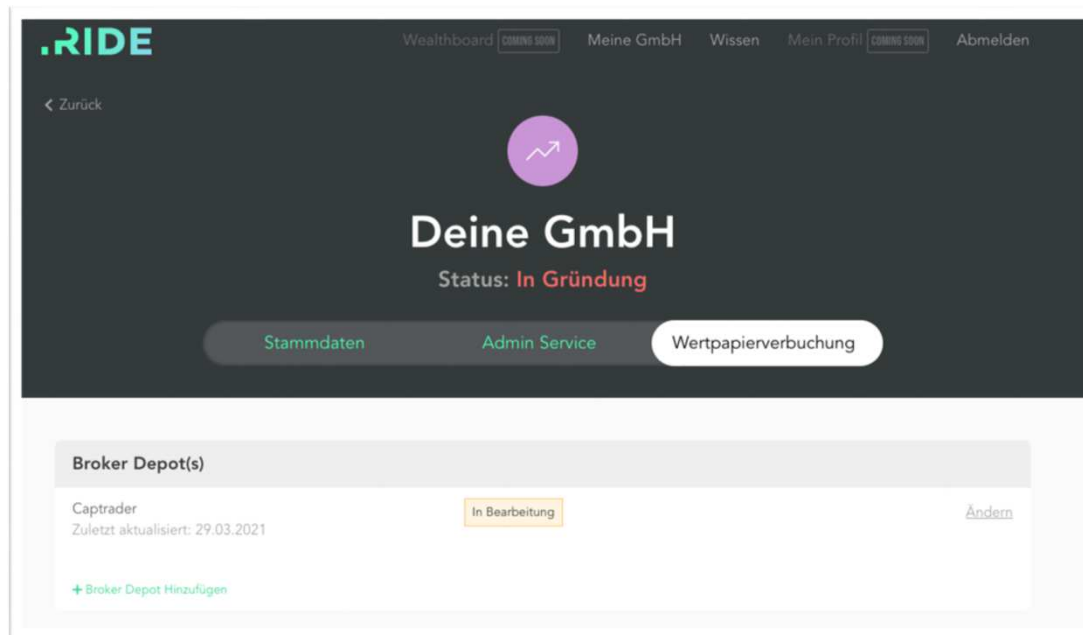 .RIDE
Wealthboard COMING SOON Meine GmbH Wissen Mein Profil COMING SOON Abmelden
Zurück
Deine GmbH
Status: In Gründung
Stammdaten Admin Service Wertpapierverbuchung
Broker Depot(s)
Captrader In Bearbeitung Ändern
Zuletzt aktualisiert: 29.03.2021
+ Broker Depot Hinzufügen